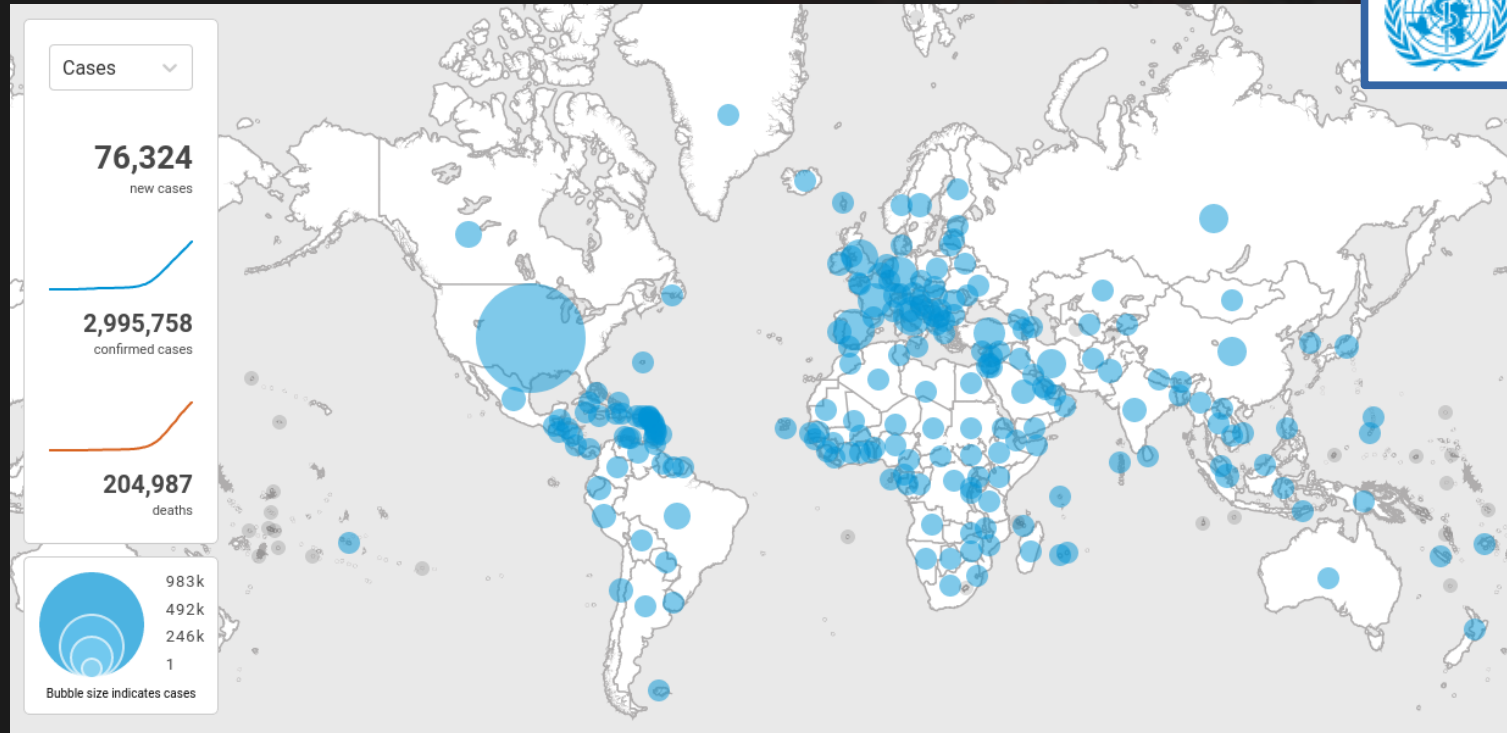 Cases
76,324
new cases
2,995,758
confirmed cases
204,987
deaths
983k
492k
246k
1
Bubble size indicates cases